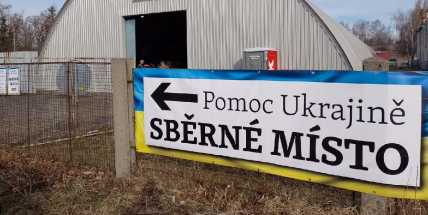 Pomoc Ukrajině
SBĚRNÉ MÍSTO